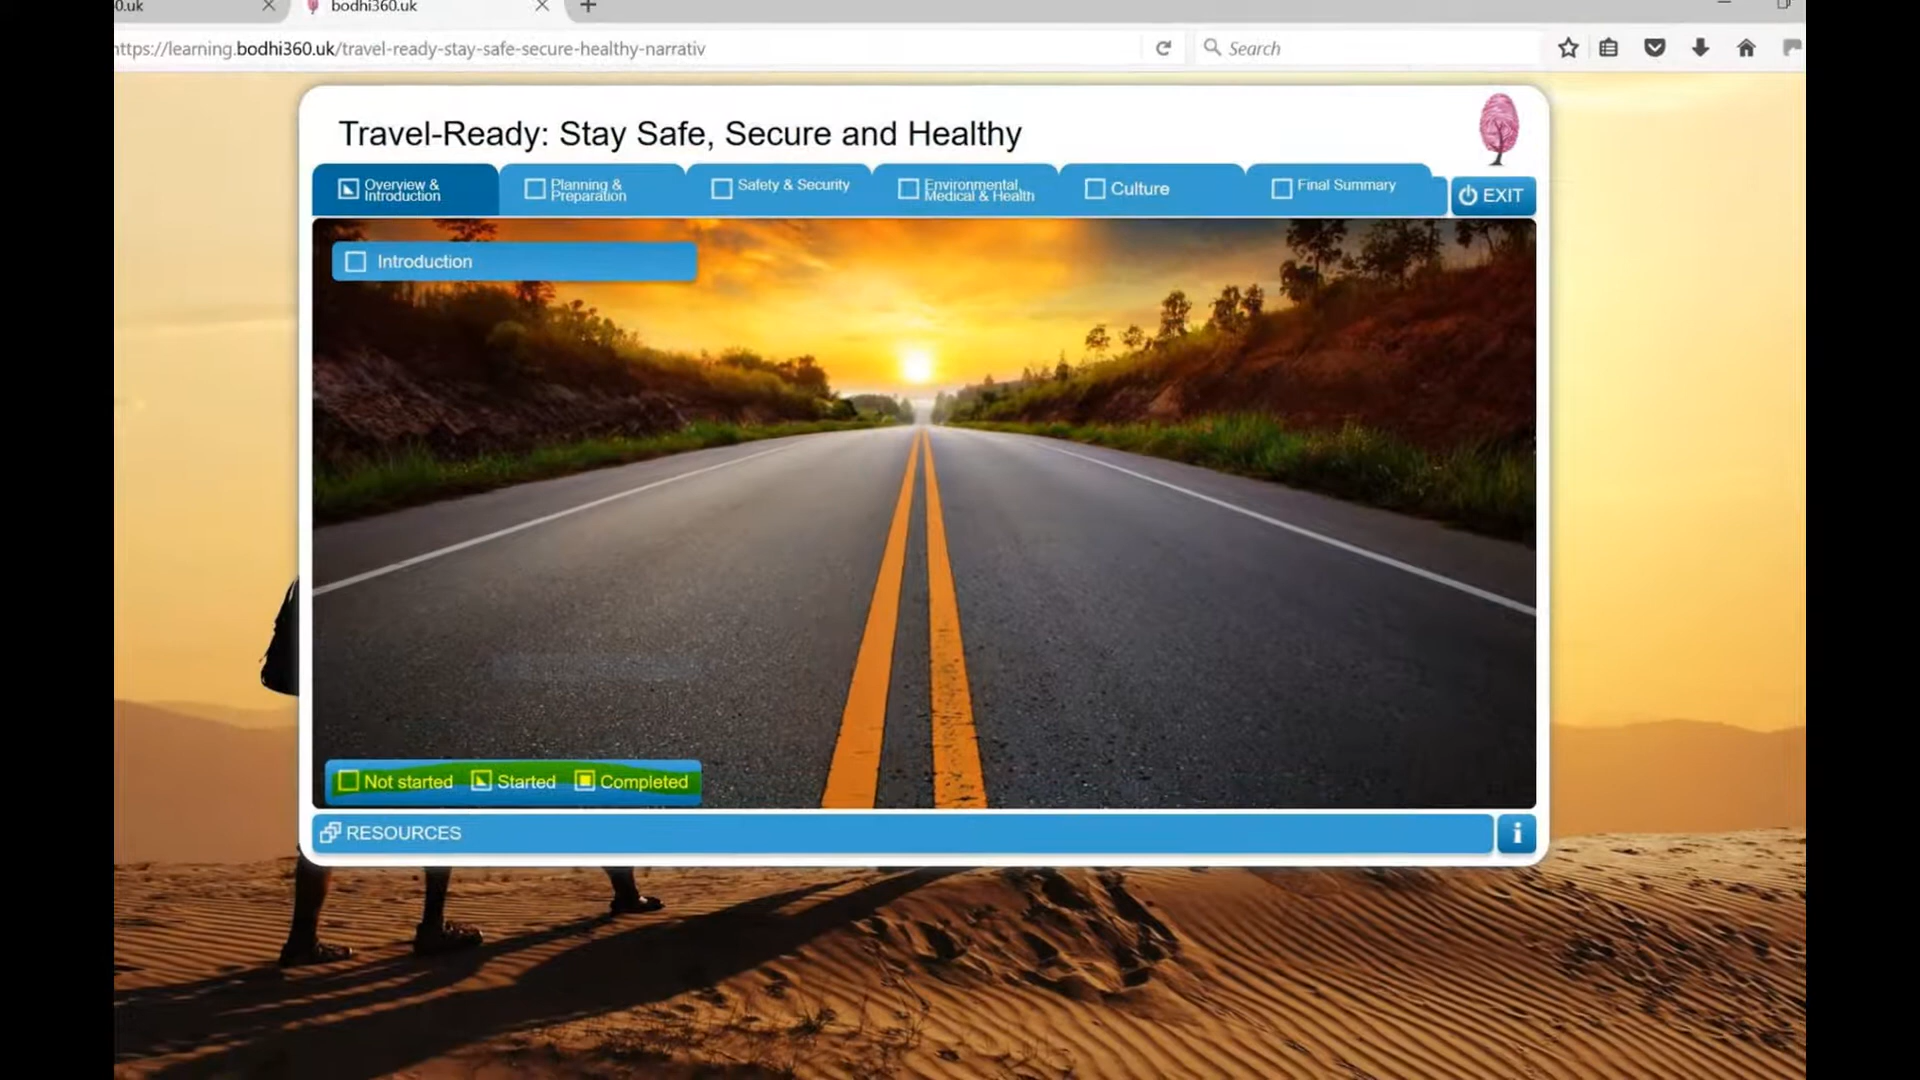 0.uk
bodhi360.uk
https://learning.bodhi360.uk/travel-ready-stay-safe-secure-healthy-narrativ
Search
Travel-Ready: Stay Safe, Secure and Healthy
Overview &
Introduction
Planning &
Preparation
Safety & Security
Environmental,
Medical & Health
Culture
Final Summary
EXIT
Introduction
Not started
Started
Completed
RESOURCES
i